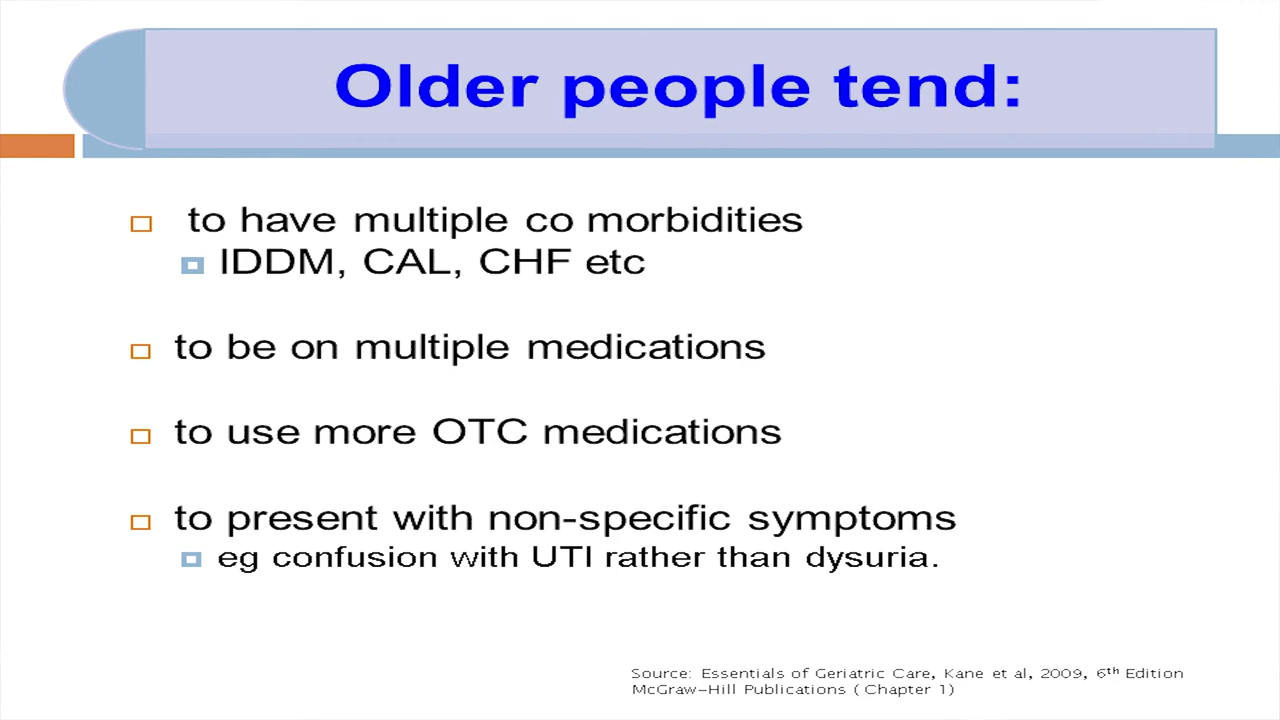 Older people tend:
to have multiple co morbidities
IDDM, CAL, CHF etc
to be on multiple medications
to use more OTC medications
to present with non-specific symptoms
eg confusion with UTI rather than dysuria.
Source: Essentials of Geriatric Care, Kane et al, 2009, 6th Edition
McGraw-Hill Publications ( Chapter 1)